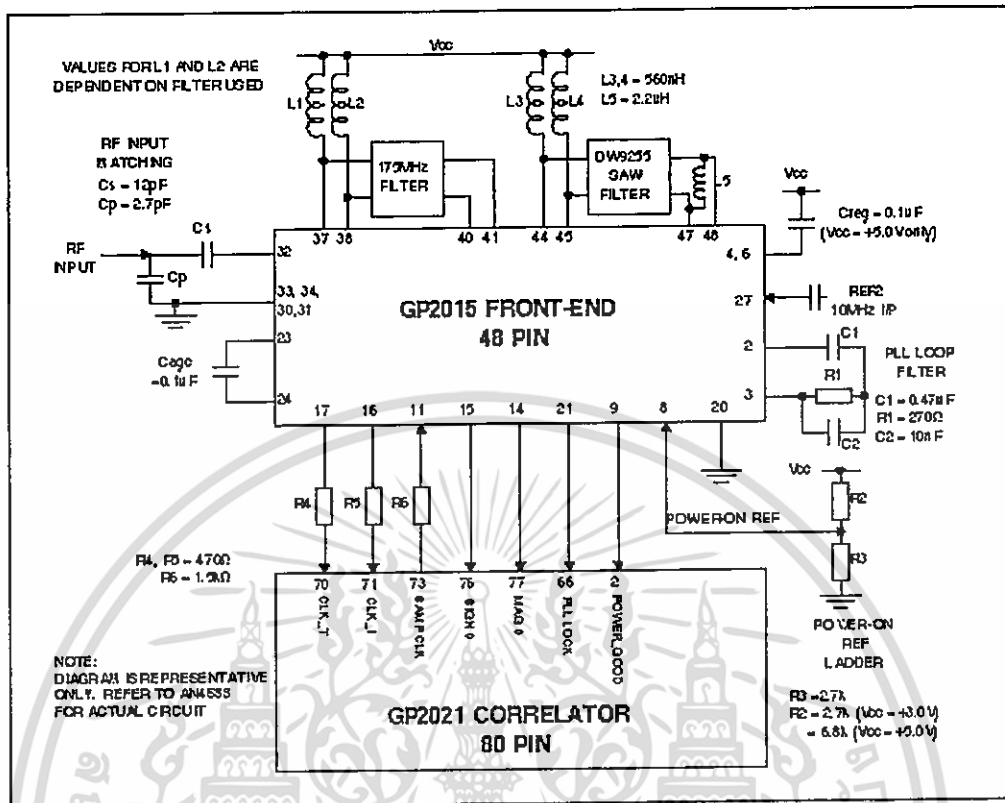 Vcc
VALUES FOR L1 AND L2 ARE
DEPENDENT ON FILTER USED
L1
L2
L3
L4
L3,4 = 560nH
L5 = 2.2uH
RF INPUT
MATCHING
Cs = 12pF
Cp = 2.7pF
175MHz
FILTER
DW9255
SAW
FILTER
5
Vcc
Creg = 0.1uF
(Vcc = +5.0V only)
RF
INPUT
Cs
Cp
37
38
40
41
44
45
47
48
32
33, 34,
30,31
23
24
4, 6
27
2
3
GP2015 FRONT-END
48 PIN
REF2
10MHz I/P
Cagc
=0.1uF
C1
R1
C2
PLL LOOP
FILTER
C1 = 0.47uF
R1 = 270Ω
C2 = 10nF
17
16
11
15
14
21
9
8
20
R4
R5
R6
POWER-ON REF
Vcc
R2
R3
R4, R5 = 470Ω
R6 = 1.5kΩ
70
71
73
76
77
66
2
CLK_T
CLK_I
SAMPCLK
SIGN0
MAG0
PLL LOCK
POWER_GOOD
POWER-ON
REF
LADDER
NOTE:
DIAGRAM IS REPRESENTATIVE
ONLY. REFER TO AN4533
FOR ACTUAL CIRCUIT
GP2021 CORRELATOR
80 PIN
R3 = 2.7k
R2 = 2.7k (Vcc = +3.0V)
= 6.8k (Vcc = +5.0V)